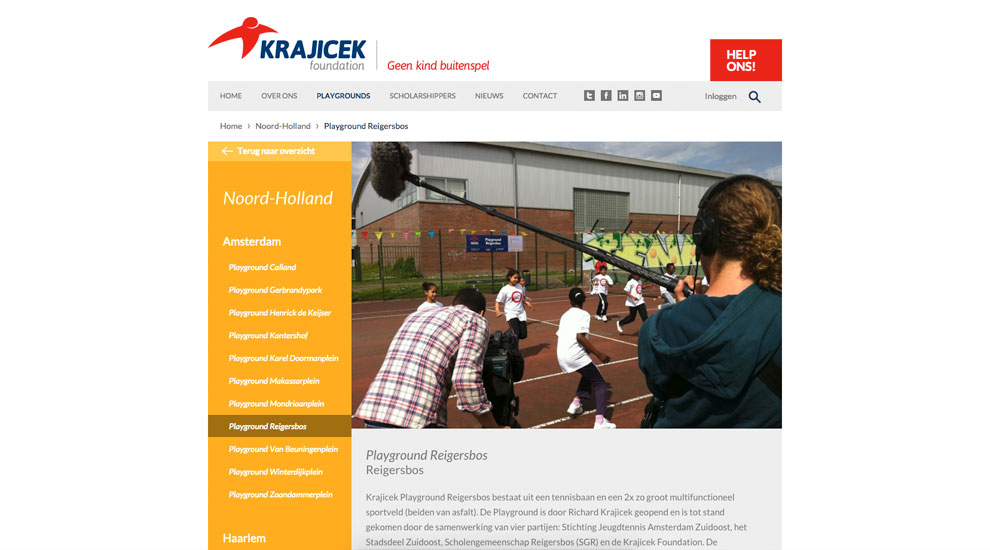 KRAJICEK
foundation
Geen kind buitenspel
HELP
ONS!
HOME OVER ONS PLAYGROUNDS SCHOLARSHIPPERS NIEUWS CONTACT Inloggen
Home > Noord-Holland > Playground Reigersbos
← Terug naar overzicht
Noord-Holland
Amsterdam
Playground Calland
Playground Gerbrandypark
Playground Henrick de Keijser
Playground Kantershof
Playground Karel Doormanplein
Playground Makassarplein
Playground Mondriaanplein
Playground Reigersbos
Playground Van Beuningenplein
Playground Winterdijkplein
Playground Zaandammerplein
Haarlem
Playground
Reigersbos
Playground Reigersbos
Reigersbos
Krajicek Playground Reigersbos bestaat uit een tennisbaan en een 2x zo groot multifunctioneel
sportveld (beiden van asfalt). De Playground is door Richard Krajicek geopend en is tot stand
gekomen door de samenwerking van vier partijen: Stichting Jeugdtennis Amsterdam Zuidoost, het
Stadsdeel Zuidoost, Scholengemeenschap Reigersbos (SGR) en de Krajicek Foundation. De